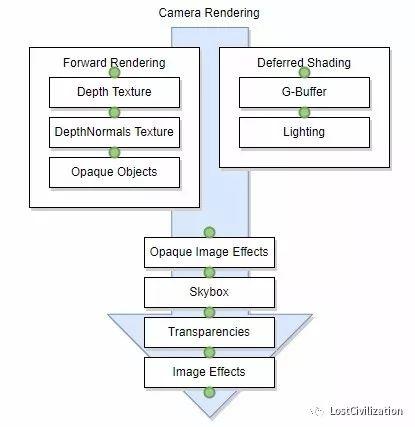 Camera Rendering
Forward Rendering
Depth Texture
DepthNormals Texture
Opaque Objects
Deferred Shading
G-Buffer
Lighting
Opaque Image Effects
Skybox
Transparencies
Image Effects
LostCivilization